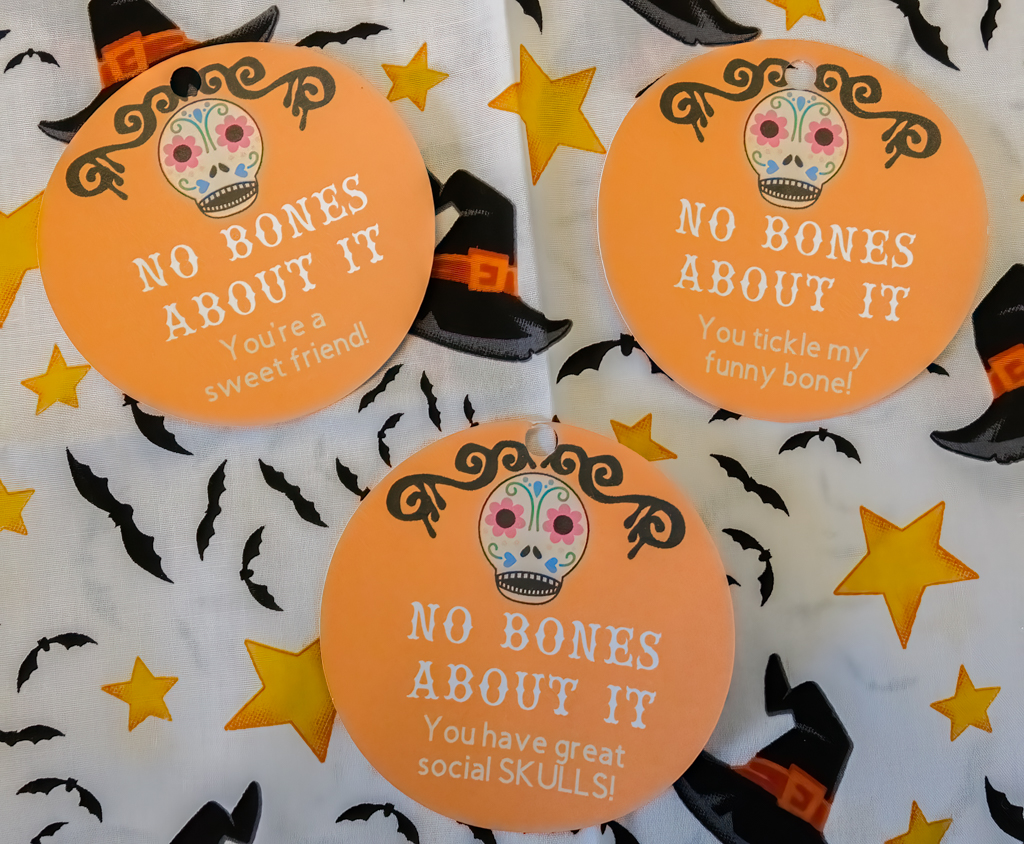 NO BONES
ABOUT IT
You're a
sweet friend!
NO BONES
ABOUT IT
You tickle my
funny bone!
NO BONES
ABOUT IT
You have great
social SKULLS!